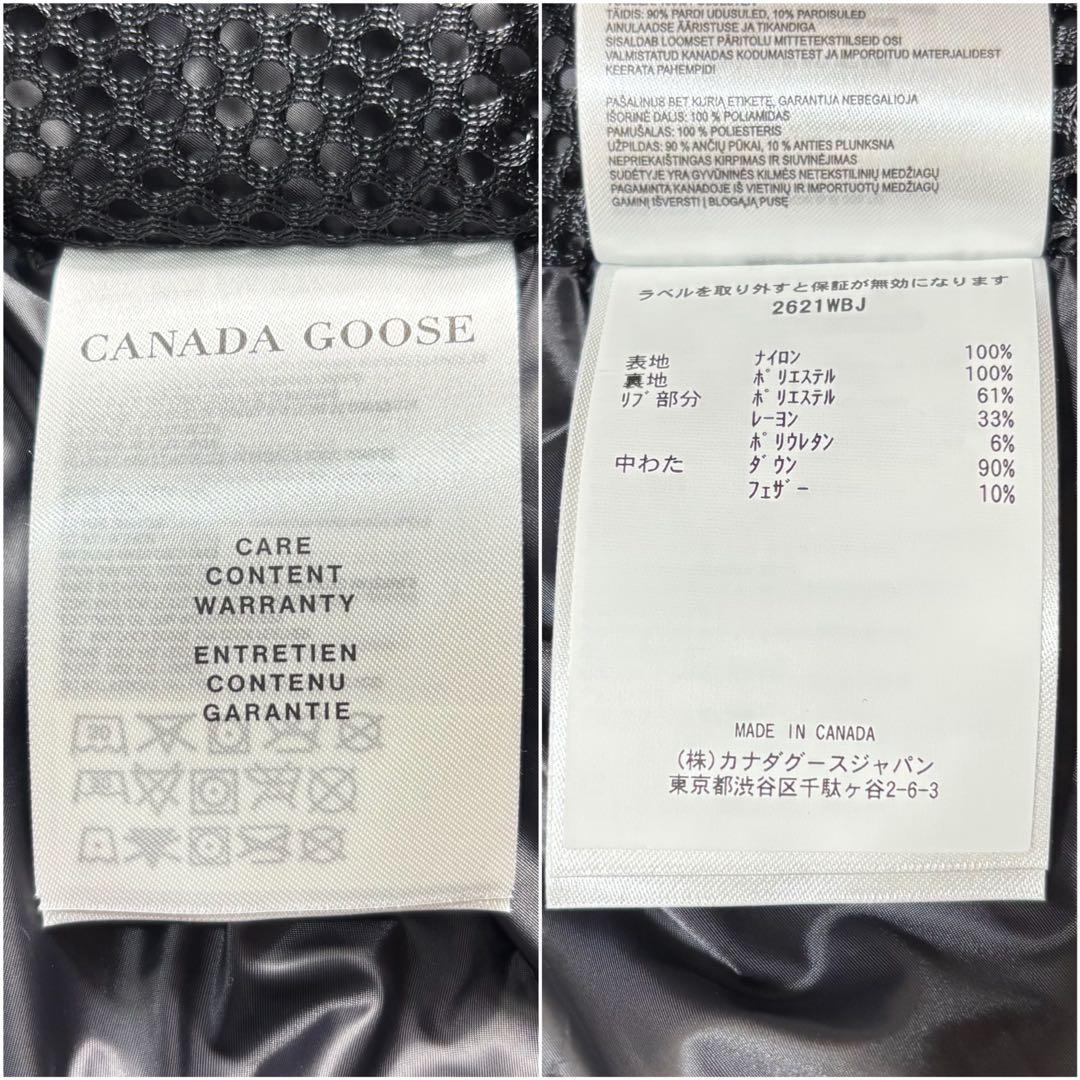 CANADA GOOSE
CARE
CONTENT
WARRANTY
ENTRETIEN
CONTENU
GARANTIE
TÄIDIS: 90% PARDI UDUSULED, 10% PARDISULED
AINULAADSE ÄÄRISTUSE JA TIKANDIGA
SISALDAB LOOMSET PÄRITOLU MITTETEKSTIILSEID OSI
VALMISTATUD KANADAS KODUMAISTEST JA IMPORDITUD MATERJALIDEST
KEERATA PAHEMPIDI
PAŠALINUS BET KURIĄ ETIKETĘ, GARANTIJA NEBEGALIOJA
IŠORINĖ DALIS: 100 % POLIAMIDAS
PAMUŠALAS: 100 % POLIESTERIS
UŽPILDAS: 90 % ANČIŲ PŪKAI, 10 % ANTIES PLUNKSNA
NEPRIEKAIŠTINGAS KIRPIMAS IR SIUVINĖJIMAS
SUDĖTYJE YRA GYVŪNINĖS KILMĖS NETEKSTILINIŲ MEDŽIAGŲ
PAGAMINTA KANADOJE IŠ VIETINIŲ IR IMPORTUOTŲ MEDŽIAGŲ
GAMINĮ IŠVERSTI Į BLOGĄJĄ PUSĘ
ラベルを取り外すと保証が無効になります
2621WBJ
表地 ナイロン 100%
裏地 ポリエステル 100%
リブ部分 ポリエステル 61%
レーヨン 33%
ポリウレタン 6%
中わた ダウン 90%
フェザー 10%
MADE IN CANADA
(株)カナダグースジャパン
東京都渋谷区千駄ヶ谷2-6-3